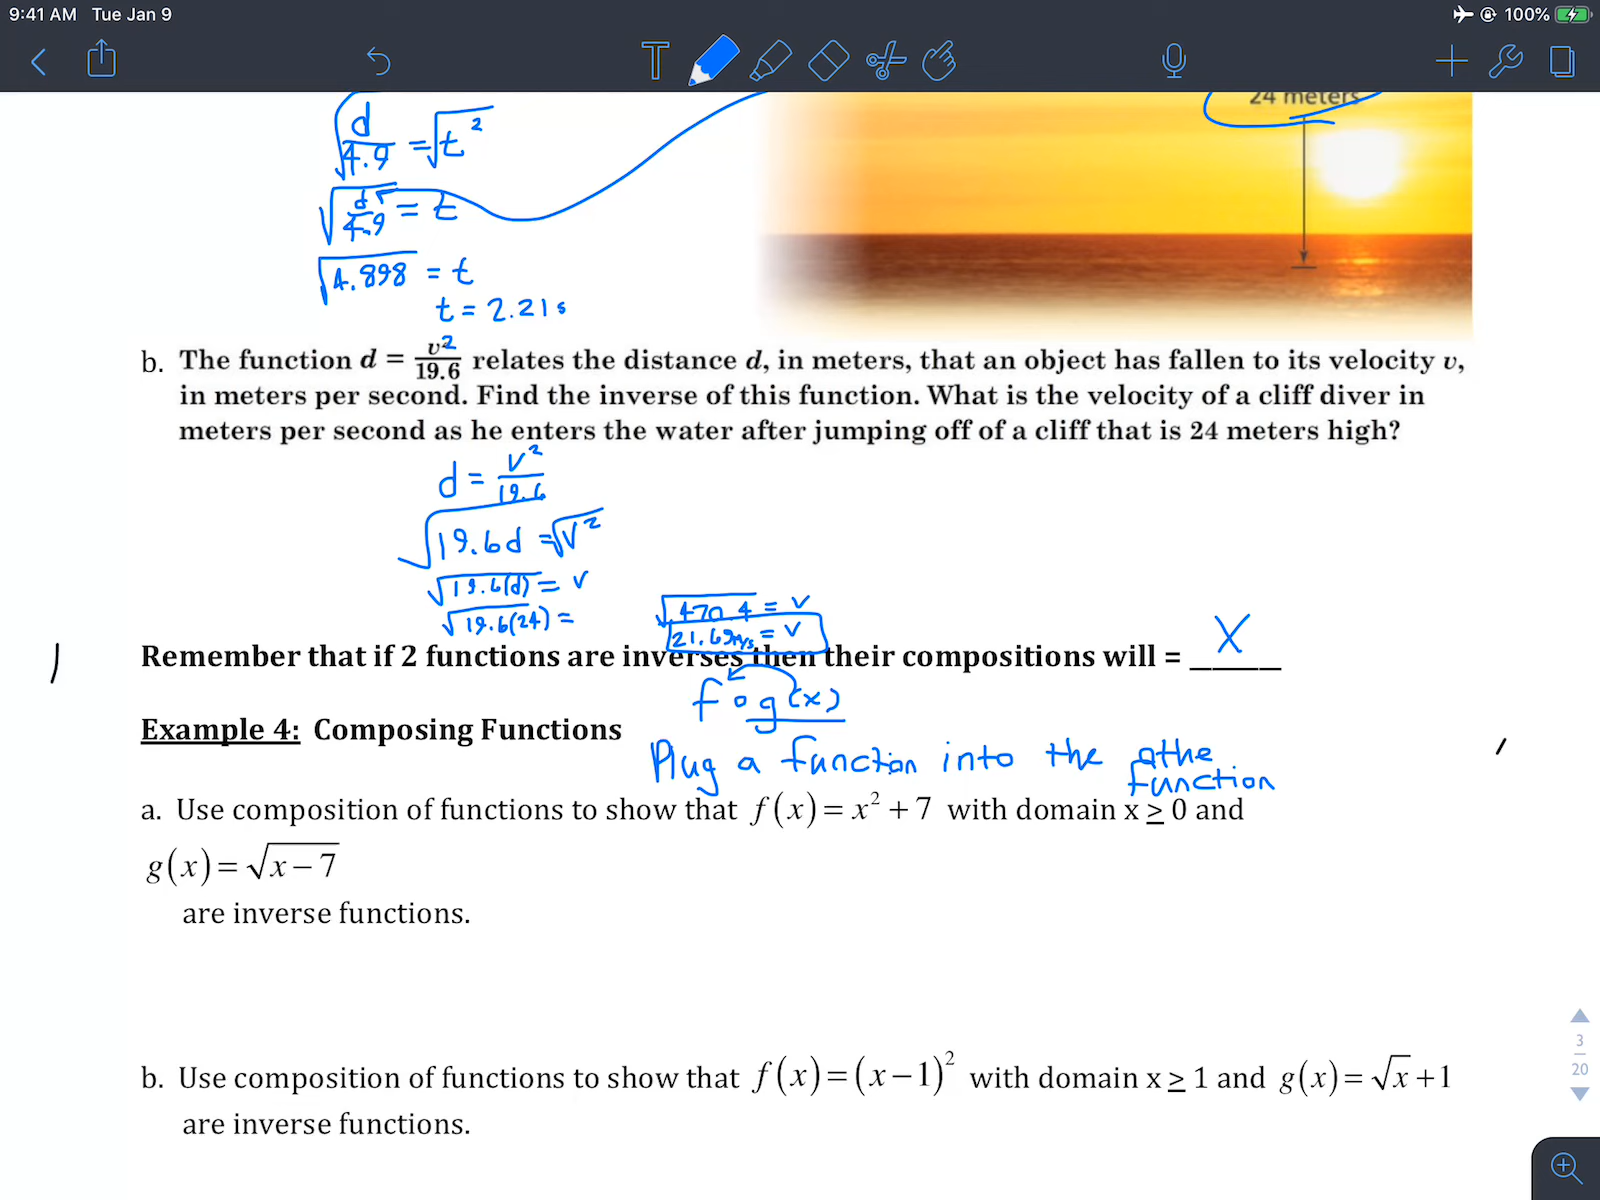 9:41 AM Tue Jan 9
100%
24 meters
√d/4.9 = √t²
√d/4.9 = t
√4.898 = t
t = 2.21s
b. The function d = v²/19.6 relates the distance d, in meters, that an object has fallen to its velocity v,
in meters per second. Find the inverse of this function. What is the velocity of a cliff diver in
meters per second as he enters the water after jumping off of a cliff that is 24 meters high?
d = v²/19.6
√19.6d = √v²
√19.6(d) = v
√19.6(24) =
√470.4 = v
21.69m/s = v
Remember that if 2 functions are inverses then their compositions will = x
f o g(x)
Example 4: Composing Functions
Plug a function into the othe
function
a. Use composition of functions to show that f(x) = x² + 7 with domain x ≥ 0 and
g(x) = √x − 7
are inverse functions.
b. Use composition of functions to show that f(x) = (x − 1)² with domain x ≥ 1 and g(x) = √x + 1
are inverse functions.
3
20